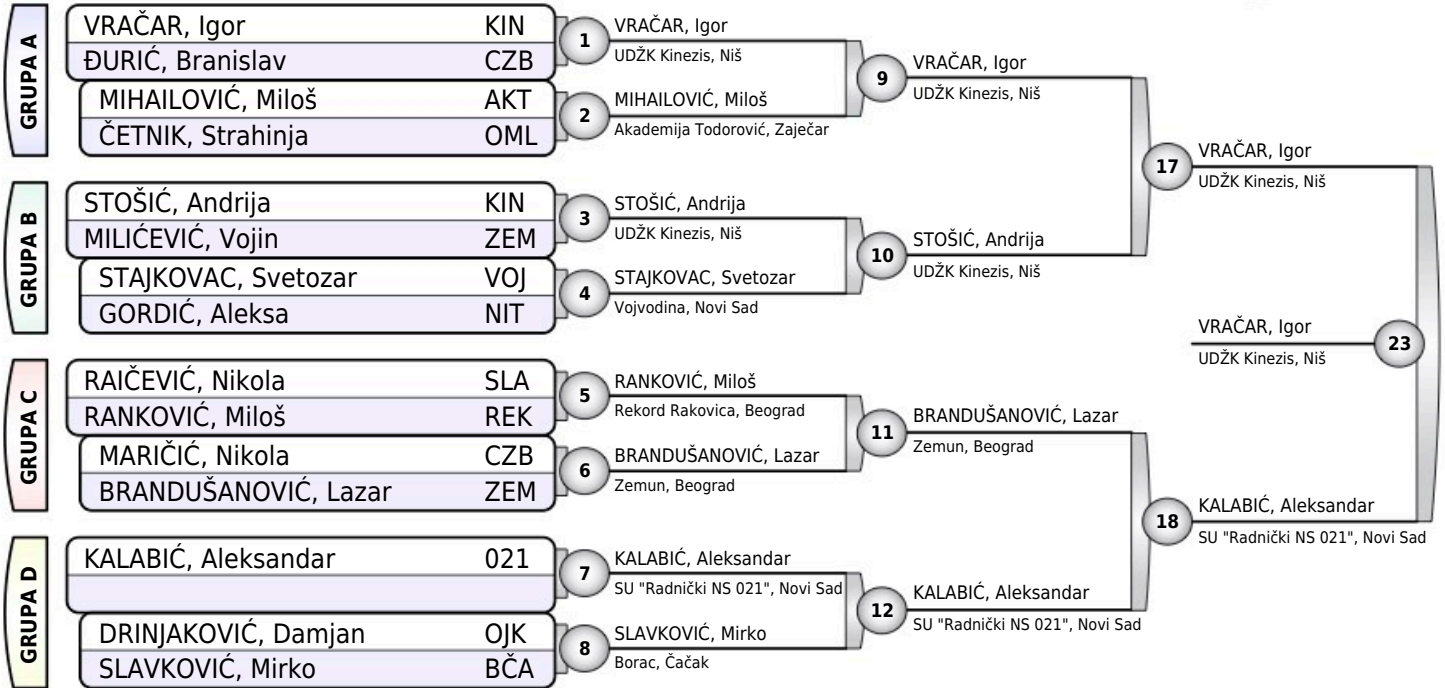 GRUPA A
VRAČAR, Igor KIN
ĐURIĆ, Branislav CZB
MIHAILOVIĆ, Miloš AKT
ČETNIK, Strahinja OML
GRUPA B
STOŠIĆ, Andrija KIN
MILIĆEVIĆ, Vojin ZEM
STAJKOVAC, Svetozar VOJ
GORDIĆ, Aleksa NIT
GRUPA C
RAIČEVIĆ, Nikola SLA
RANKOVIĆ, Miloš REK
MARIČIĆ, Nikola CZB
BRANDUŠANOVIĆ, Lazar ZEM
GRUPA D
KALABIĆ, Aleksandar 021
DRINJAKOVIĆ, Damjan OJK
SLAVKOVIĆ, Mirko BČA
1
VRAČAR, Igor
UDŽK Kinezis, Niš
2
MIHAILOVIĆ, Miloš
Akademija Todorović, Zaječar
3
STOŠIĆ, Andrija
UDŽK Kinezis, Niš
4
STAJKOVAC, Svetozar
Vojvodina, Novi Sad
5
RANKOVIĆ, Miloš
Rekord Rakovica, Beograd
6
BRANDUŠANOVIĆ, Lazar
Zemun, Beograd
7
KALABIĆ, Aleksandar
SU "Radnički NS 021", Novi Sad
8
SLAVKOVIĆ, Mirko
Borac, Čačak
9
VRAČAR, Igor
UDŽK Kinezis, Niš
10
STOŠIĆ, Andrija
UDŽK Kinezis, Niš
11
BRANDUŠANOVIĆ, Lazar
Zemun, Beograd
12
KALABIĆ, Aleksandar
SU "Radnički NS 021", Novi Sad
17
VRAČAR, Igor
UDŽK Kinezis, Niš
18
KALABIĆ, Aleksandar
SU "Radnički NS 021", Novi Sad
VRAČAR, Igor
UDŽK Kinezis, Niš
23